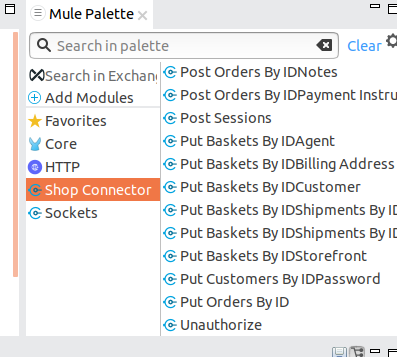 Mule Palette
Search in palette
Clear
Search in Exchan
Add Modules
Favorites
Core
HTTP
Shop Connector
Sockets
Post Orders By IDNotes
Post Orders By IDPayment Instru
Post Sessions
Put Baskets By IDAgent
Put Baskets By IDBilling Address
Put Baskets By IDCustomer
Put Baskets By IDShipments By ID
Put Baskets By IDShipments By ID
Put Baskets By IDStorefront
Put Customers By IDPassword
Put Orders By ID
Unauthorize